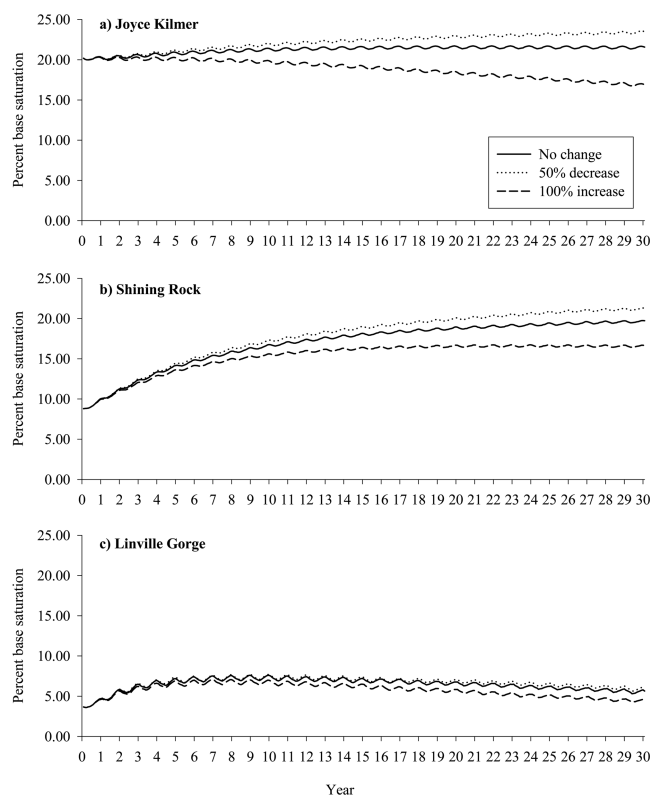 a) Joyce Kilmer
Percent base saturation
25.00
20.00
15.00
10.00
5.00
0.00
No change
50% decrease
100% increase
0 1 2 3 4 5 6 7 8 9 10 11 12 13 14 15 16 17 18 19 20 21 22 23 24 25 26 27 28 29 30
b) Shining Rock
Percent base saturation
25.00
20.00
15.00
10.00
5.00
0.00
0 1 2 3 4 5 6 7 8 9 10 11 12 13 14 15 16 17 18 19 20 21 22 23 24 25 26 27 28 29 30
c) Linville Gorge
Percent base saturation
25.00
20.00
15.00
10.00
5.00
0.00
0 1 2 3 4 5 6 7 8 9 10 11 12 13 14 15 16 17 18 19 20 21 22 23 24 25 26 27 28 29 30
Year